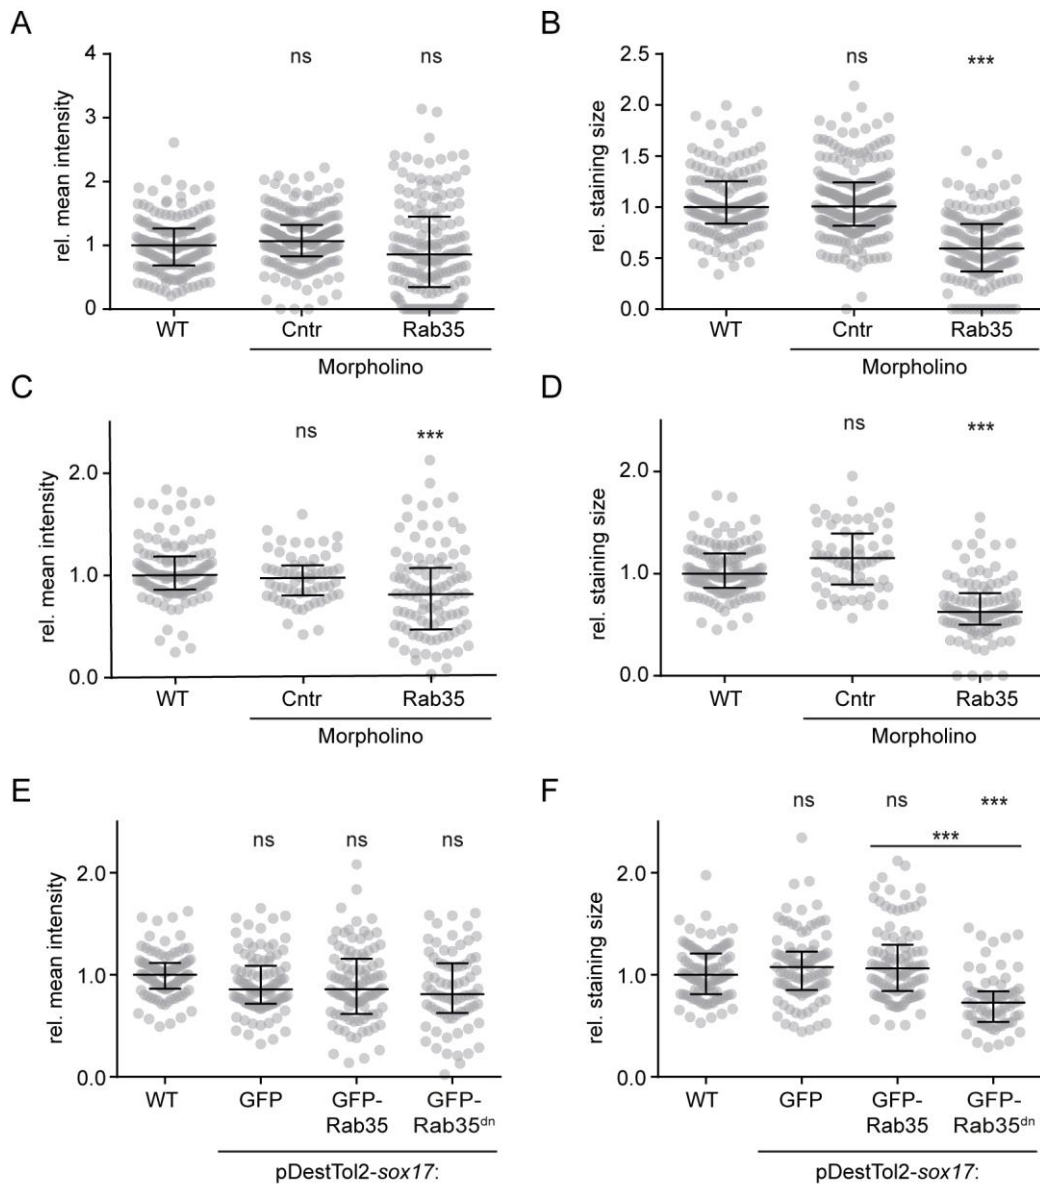 A
rel. mean intensity
4
3
2
1
0
ns
ns
WT
Cntr
Rab35
Morpholino
B
rel. staining size
2.5
2.0
1.5
1.0
0.5
0.0
ns
***
WT
Cntr
Rab35
Morpholino
C
rel. mean intensity
2.0
1.0
0.0
ns
***
WT
Cntr
Rab35
Morpholino
D
rel. staining size
2.0
1.0
0.0
ns
***
WT
Cntr
Rab35
Morpholino
E
rel. mean intensity
2.0
1.0
0.0
ns
ns
ns
WT
GFP
GFP-
Rab35
GFP-
Rab35dn
pDestTol2-sox17:
F
rel. staining size
2.0
1.0
0.0
ns
ns
***
***
WT
GFP
GFP-
Rab35
GFP-
Rab35dn
pDestTol2-sox17: